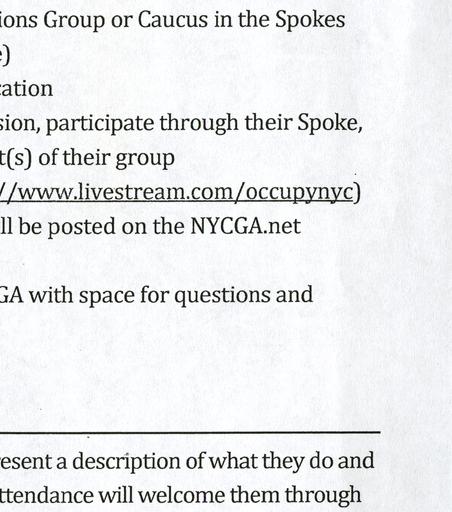 ions Group or Caucus in the Spokes
e)
cation
sion, participate through their Spoke,
t(s) of their group
//www.livestream.com/occupynyc)
ll be posted on the NYCGA.net
GA with space for questions and
resent a description of what they do and
ttendance will welcome them through